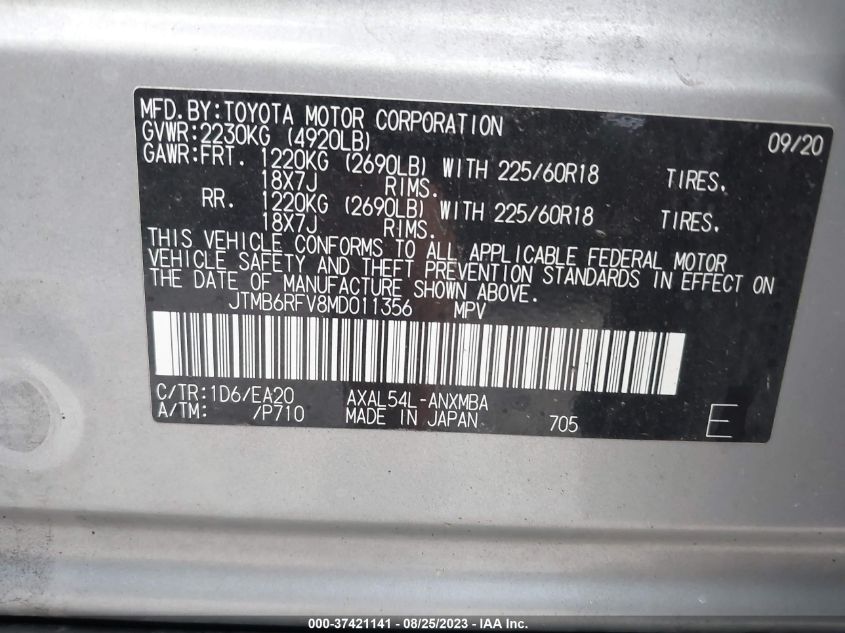 MFD.BY:TOYOTA MOTOR CORPORATION 09/20
GVWR:2230KG (4920LB)
GAWR:FRT. 1220KG (2690LB) WITH 225/60R18 TIRES.
18X7J RIMS.
RR. 1220KG (2690LB) WITH 225/60R18 TIRES.
18X7J RIMS.
THIS VEHICLE CONFORMS TO ALL APPLICABLE FEDERAL MOTOR
VEHICLE SAFETY AND THEFT PREVENTION STANDARDS IN EFFECT ON
THE DATE OF MANUFACTURE SHOWN ABOVE.
JTMB6RFV8MD011356 MPV
C/TR:1D6/EA20 AXAL54L-ANXMBA
A/TM: /P710 MADE IN JAPAN 705 E
000-37421141 - 08/25/2023 - IAA Inc.